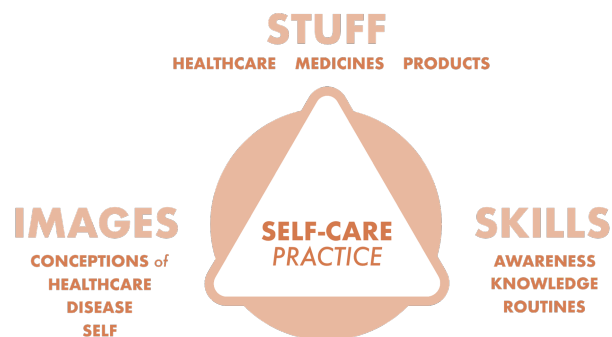 STUFF
HEALTHCARE MEDICINES PRODUCTS
SELF-CARE
PRACTICE
IMAGES
CONCEPTIONS of
HEALTHCARE
DISEASE
SELF
SKILLS
AWARENESS
KNOWLEDGE
ROUTINES